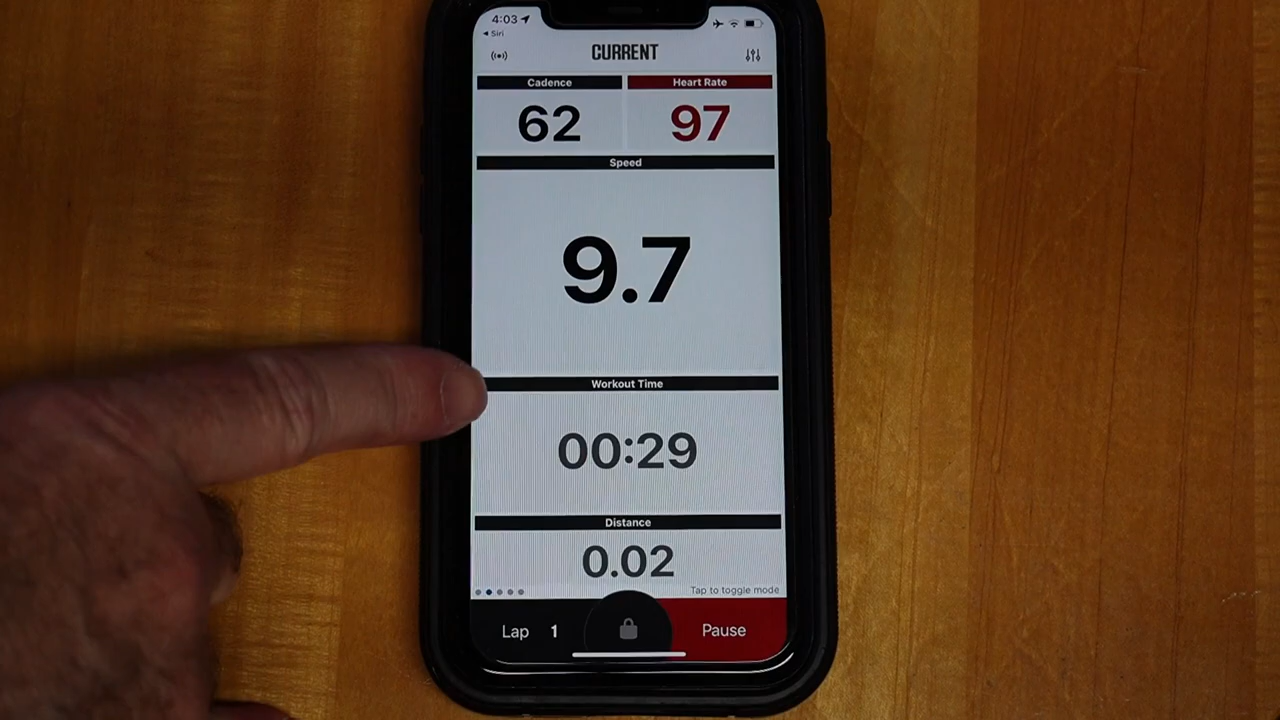 4:03
Siri
CURRENT
Cadence
Heart Rate
62
97
Speed
9.7
Workout Time
00:29
Distance
0.02
Tap to toggle mode
Lap 1
Pause